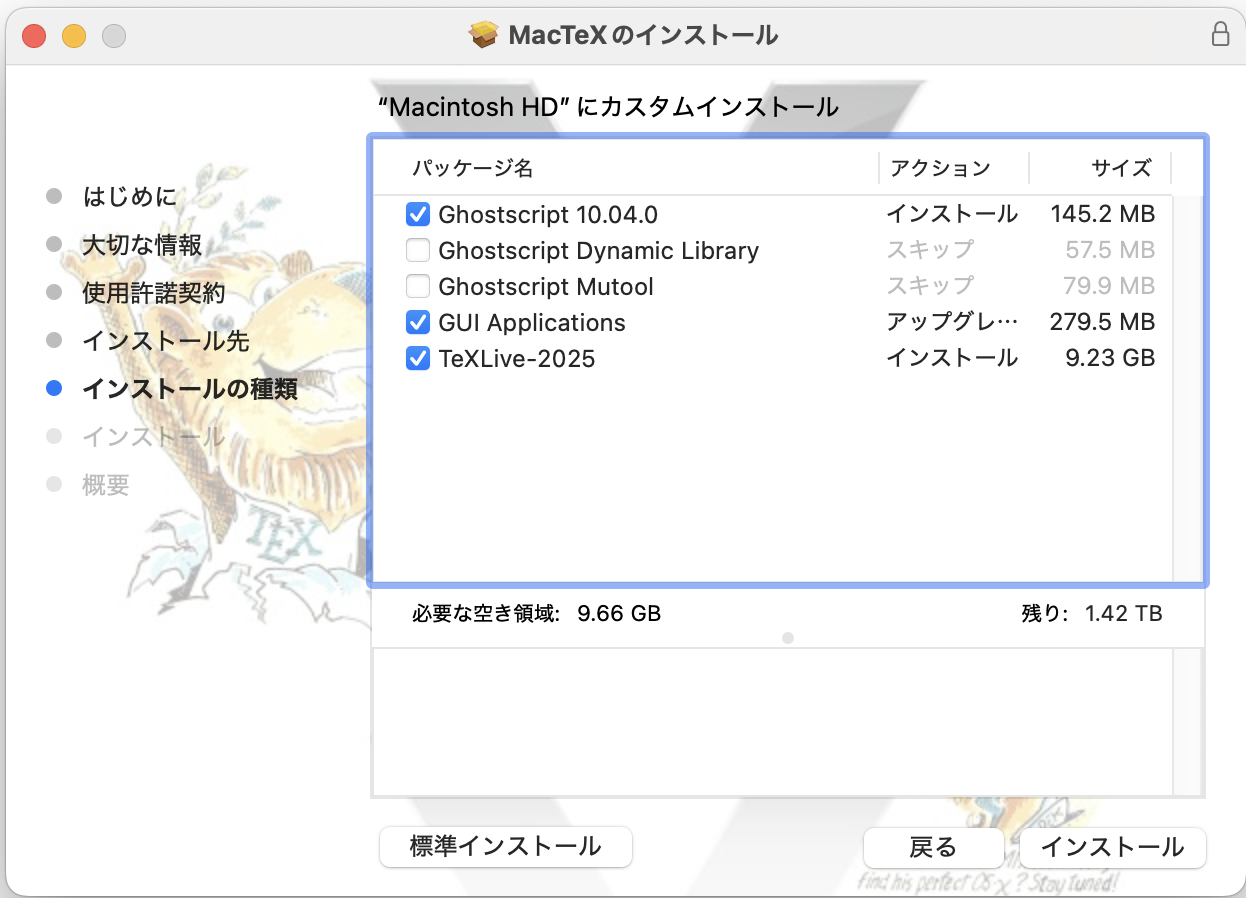 MacTeX のインストール
“Macintosh HD” にカスタムインストール
はじめに
大切な情報
使用許諾契約
インストール先
インストールの種類
インストール
概要
パッケージ名 アクション サイズ
Ghostscript 10.04.0 インストール 145.2 MB
Ghostscript Dynamic Library スキップ 57.5 MB
Ghostscript Mutool スキップ 79.9 MB
GUI Applications アップグレ… 279.5 MB
TeXLive-2025 インストール 9.23 GB
必要な空き領域: 9.66 GB 残り: 1.42 TB
TEX
標準インストール 戻る インストール
find his perfect OS-X? Stay tuned!